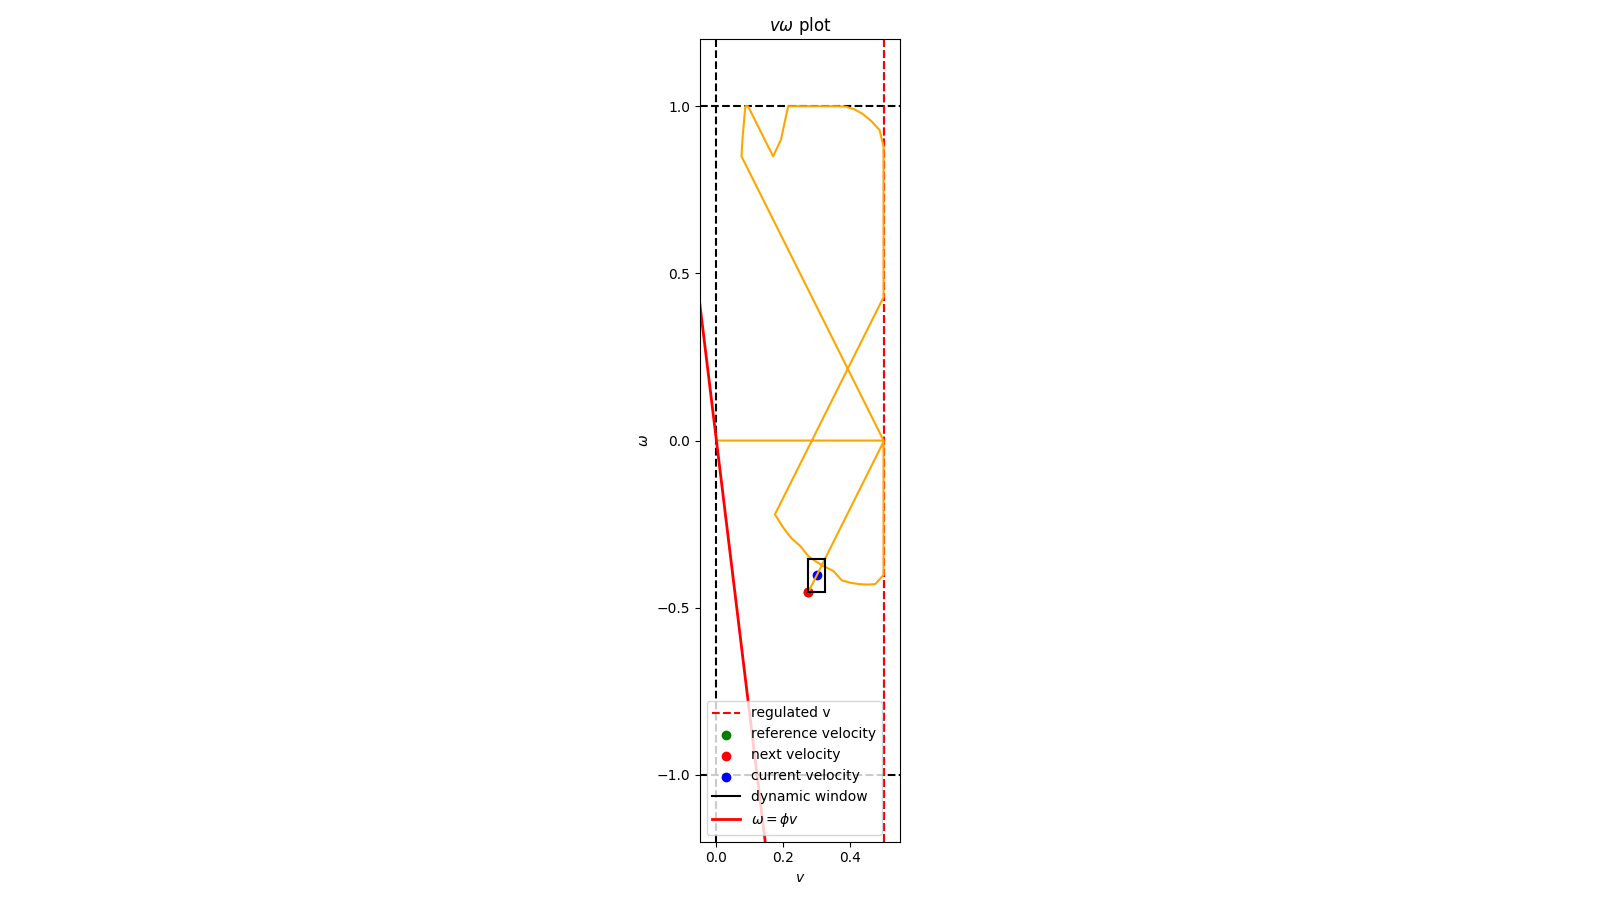 vω plot
1.0
0.5
0.0
−0.5
−1.0
ω
regulated v
reference velocity
next velocity
current velocity
dynamic window
ω = ϕv
0.0 0.2 0.4
v